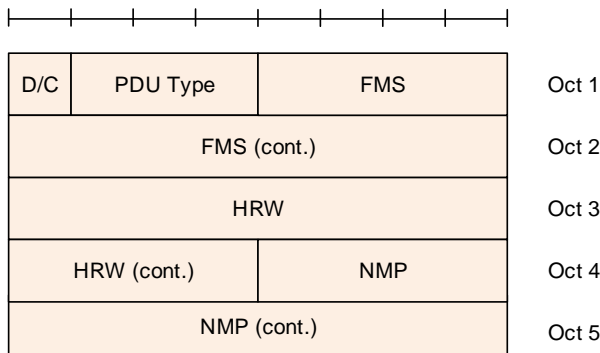 D/C PDU Type FMS Oct 1
FMS (cont.) Oct 2
HRW Oct 3
HRW (cont.) NMP Oct 4
NMP (cont.) Oct 5